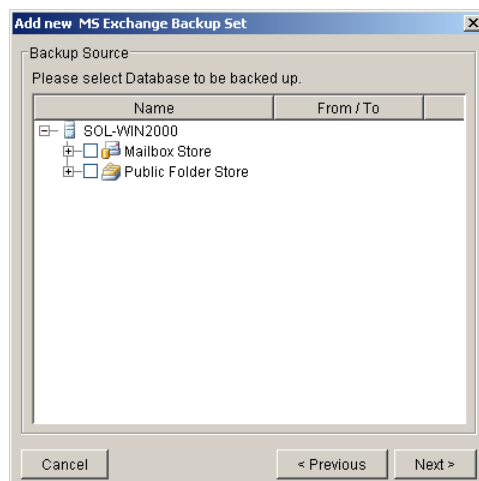 Add new MS Exchange Backup Set
Backup Source
Please select Database to be backed up.
Name From / To
SOL-WIN2000
Mailbox Store
Public Folder Store
Cancel < Previous Next >